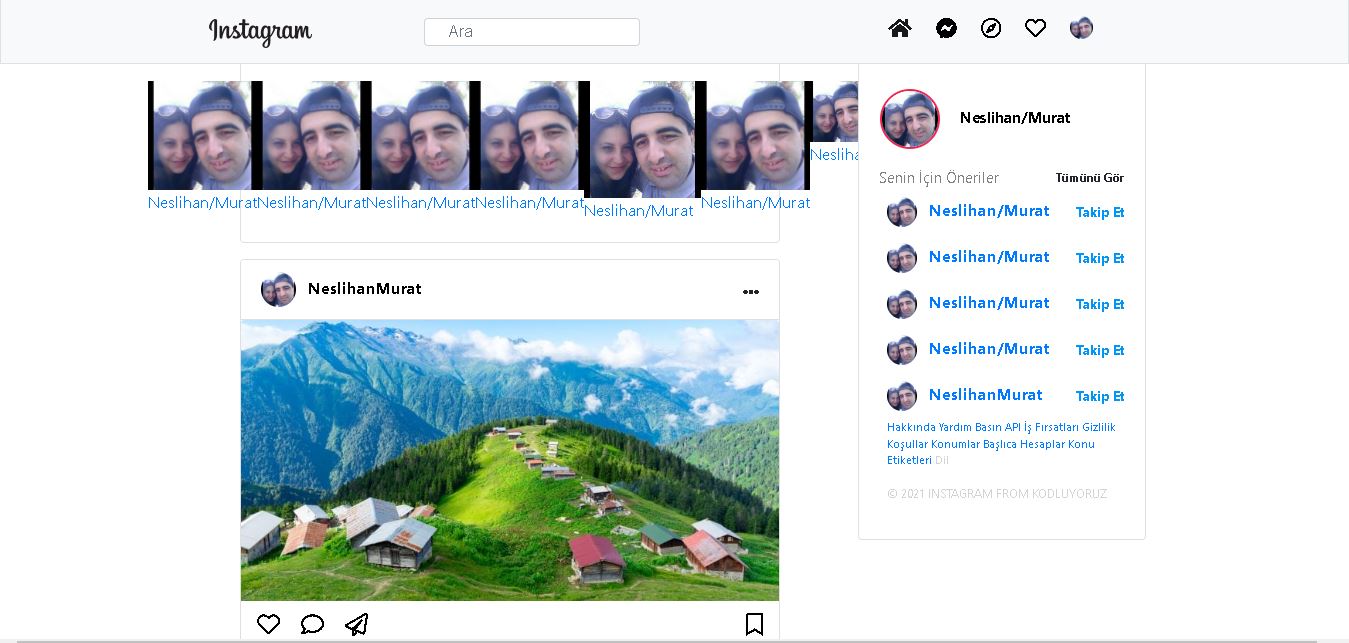 Instagram
Ara
Neslihan/Murat
Neslihan/Murat
Neslihan/Murat
Neslihan/Murat
Neslihan/Murat
Neslihan/Murat
Nesliha
NeslihanMurat
Neslihan/Murat
Senin İçin Öneriler Tümünü Gör
Neslihan/Murat Takip Et
Neslihan/Murat Takip Et
Neslihan/Murat Takip Et
Neslihan/Murat Takip Et
NeslihanMurat Takip Et
Hakkında Yardım Basın API İş Fırsatları Gizlilik
Koşullar Konumlar Başlıca Hesaplar Konu
Etiketleri Dil
© 2021 INSTAGRAM FROM KODLUYORUZ